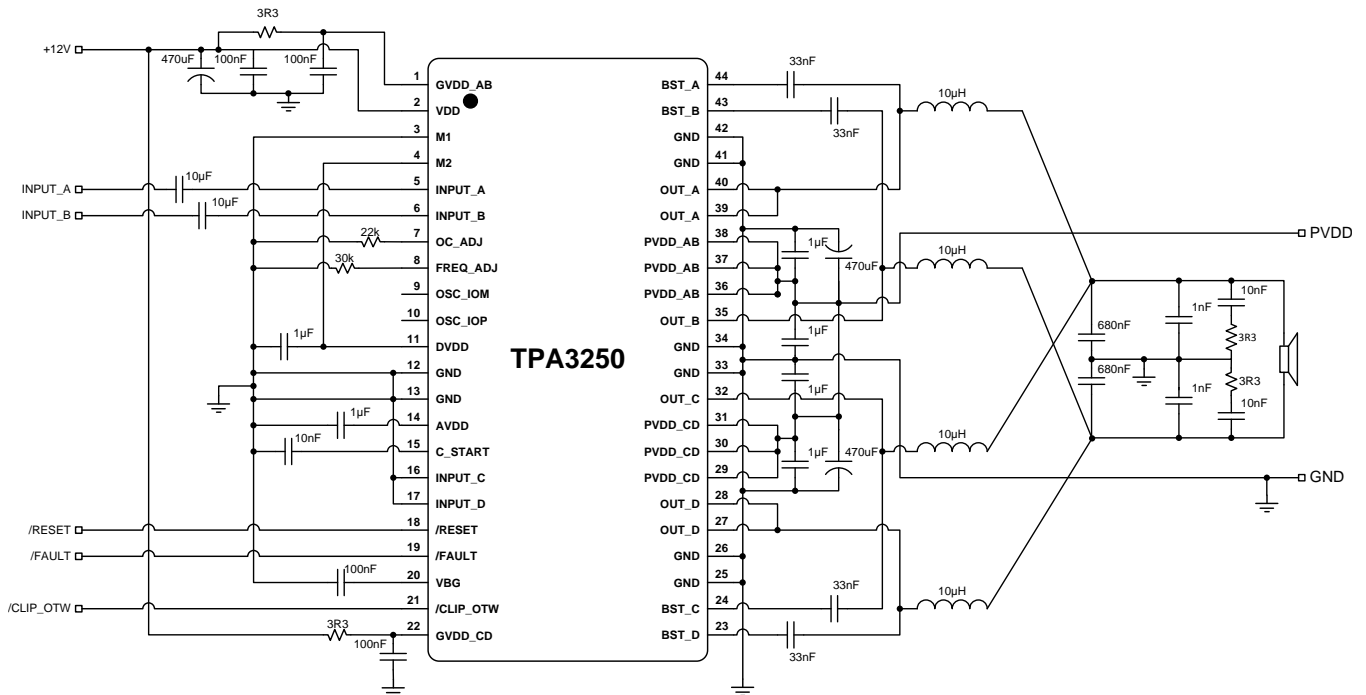 3R3
+12V
470uF
100nF
100nF
33nF
1
GVDD_AB
BST_A
44
10µH
2
VDD
BST_B
43
33nF
3
M1
GND
42
4
M2
GND
41
INPUT_A
10µF
5
INPUT_A
OUT_A
40
INPUT_B
10µF
6
INPUT_B
OUT_A
39
22k
7
OC_ADJ
PVDD_AB
38
1µF
470uF
PVDD
30k
8
FREQ_ADJ
PVDD_AB
37
10µH
9
OSC_IOM
PVDD_AB
36
10nF
10
OSC_IOP
OUT_B
35
1nF
680nF
1µF
11
DVDD
TPA3250
GND
34
1µF
3R3
12
GND
GND
33
680nF
3R3
13
GND
OUT_C
32
1µF
1nF
10nF
1µF
14
AVDD
PVDD_CD
31
10µH
10nF
15
C_START
PVDD_CD
30
1µF
470uF
16
INPUT_C
PVDD_CD
29
GND
17
INPUT_D
OUT_D
28
/RESET
18
/RESET
OUT_D
27
/FAULT
19
/FAULT
GND
26
100nF
20
VBG
GND
25
33nF
10µH
/CLIP_OTW
21
/CLIP_OTW
BST_C
24
3R3
100nF
22
GVDD_CD
BST_D
23
33nF